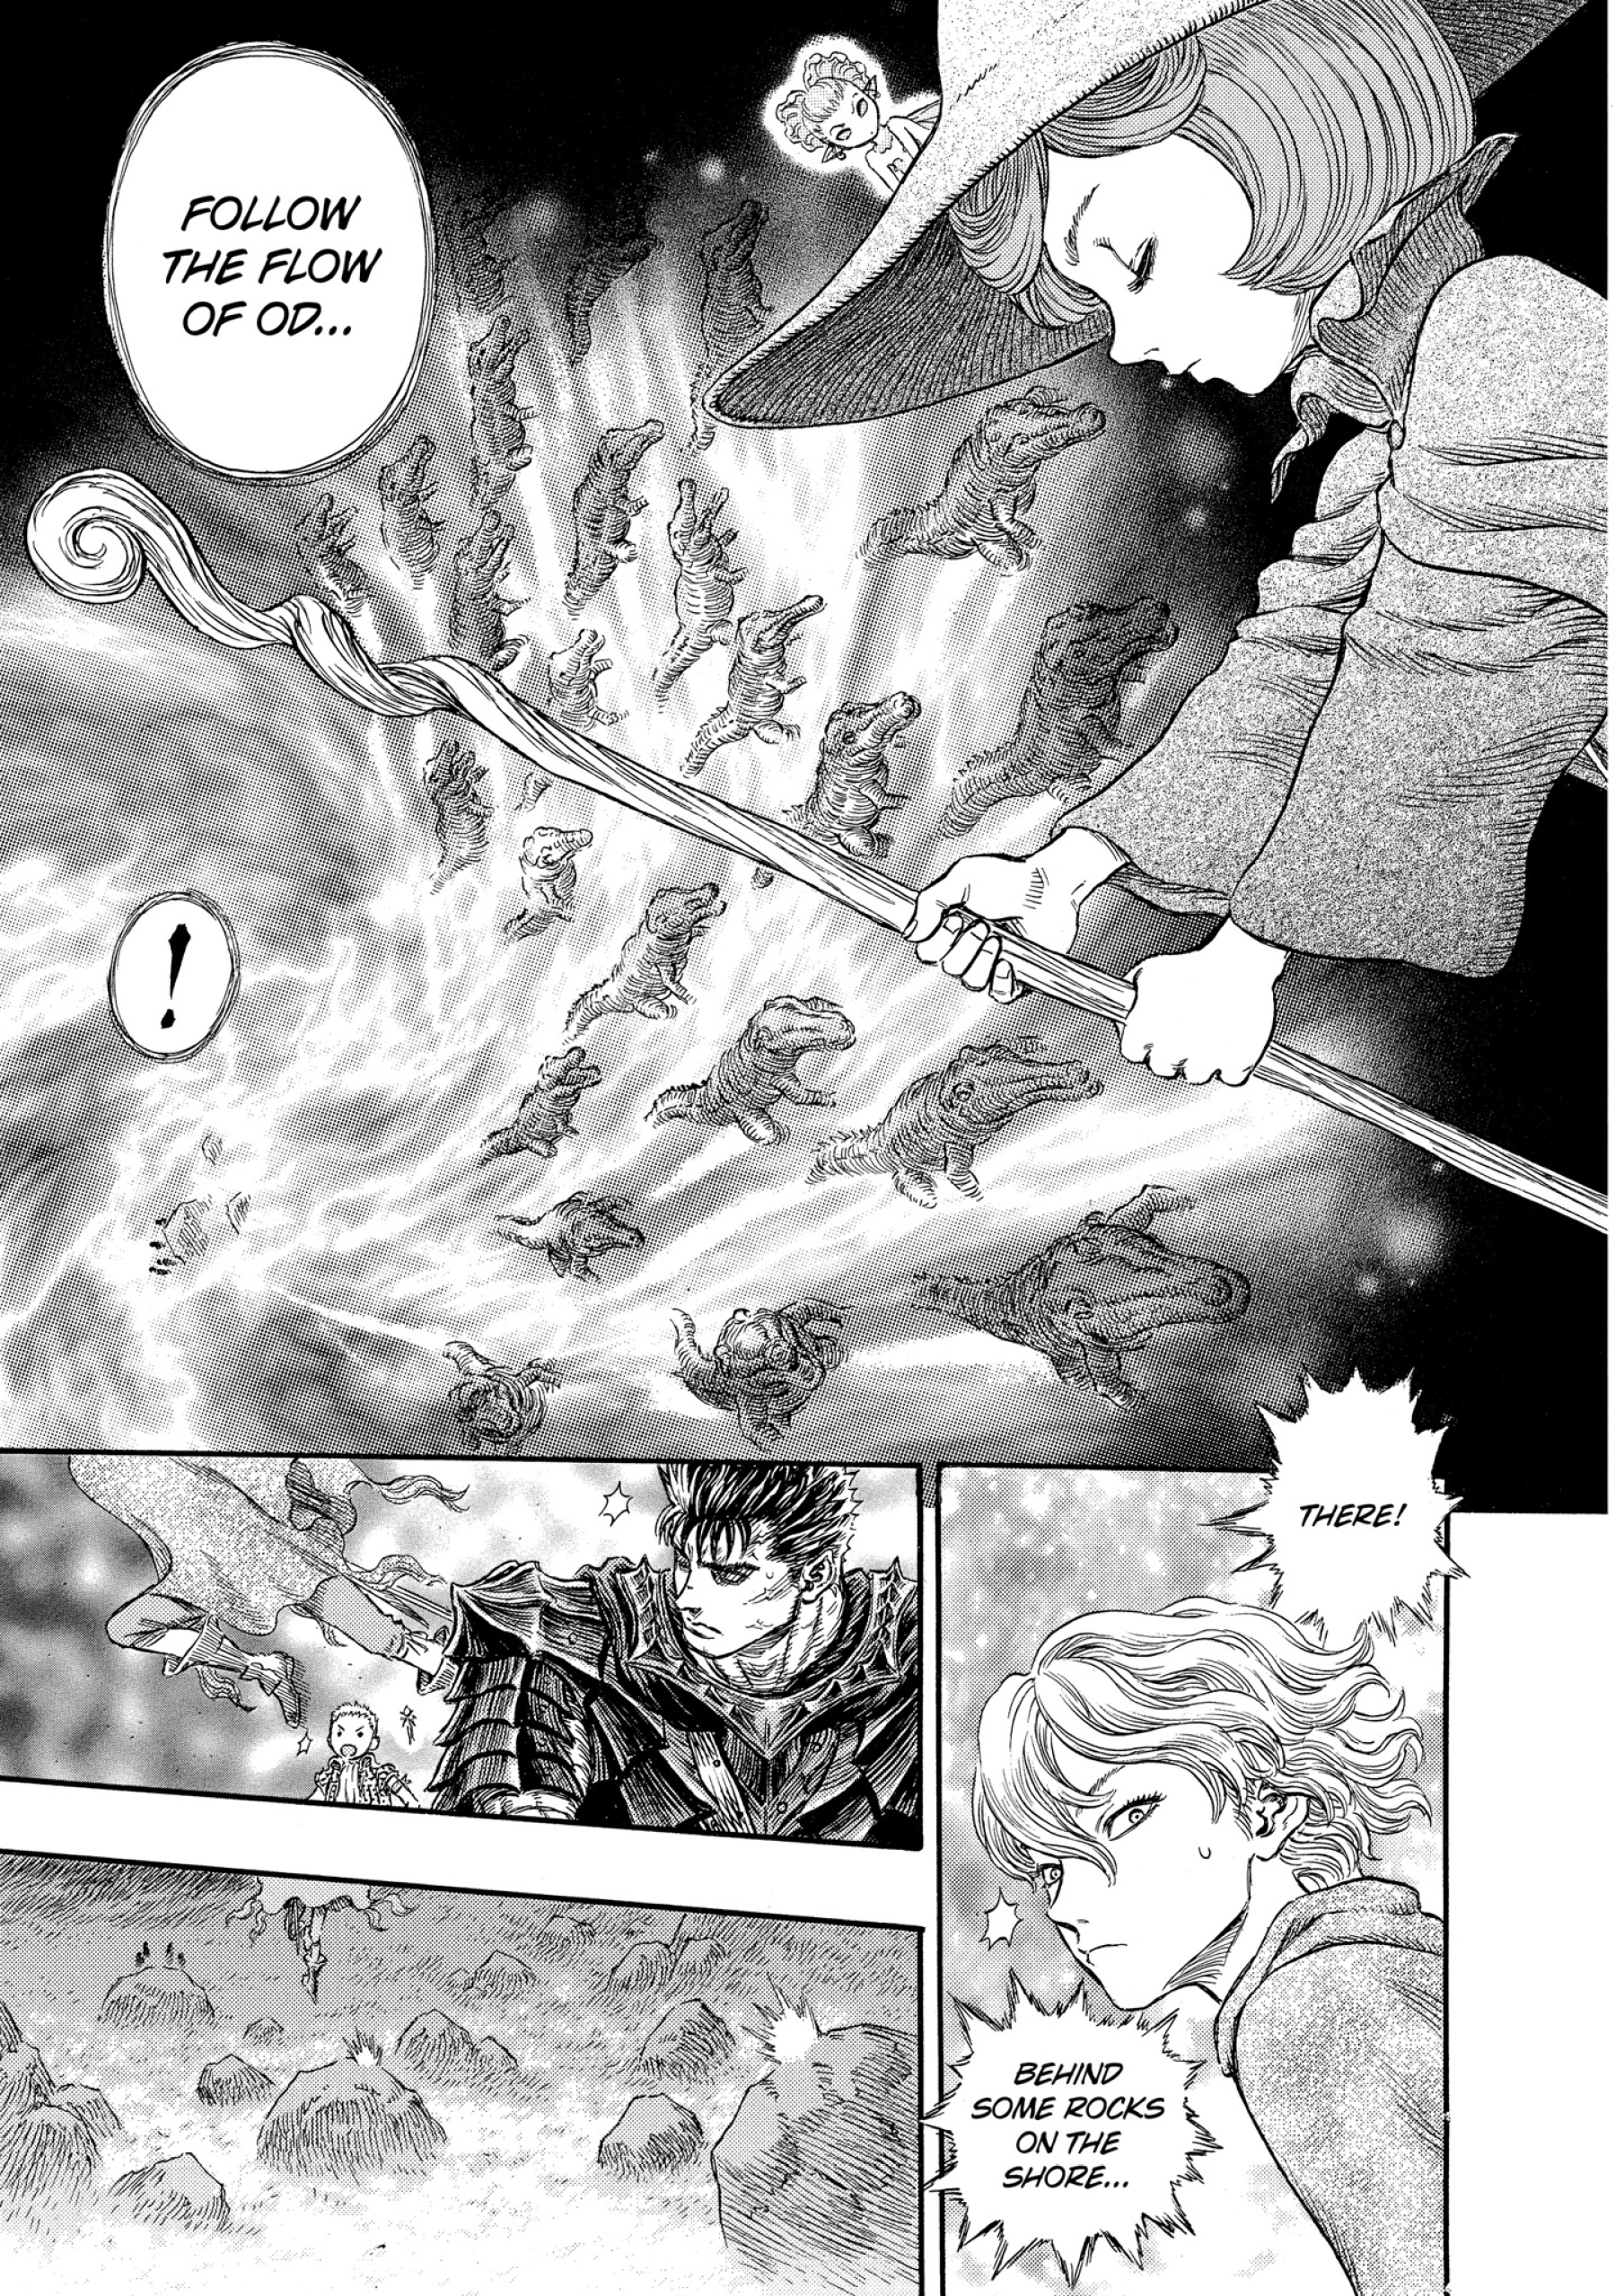 FOLLOW
THE FLOW
OF OD...
!
THERE!
BEHIND
SOME ROCKS
ON THE
SHORE...